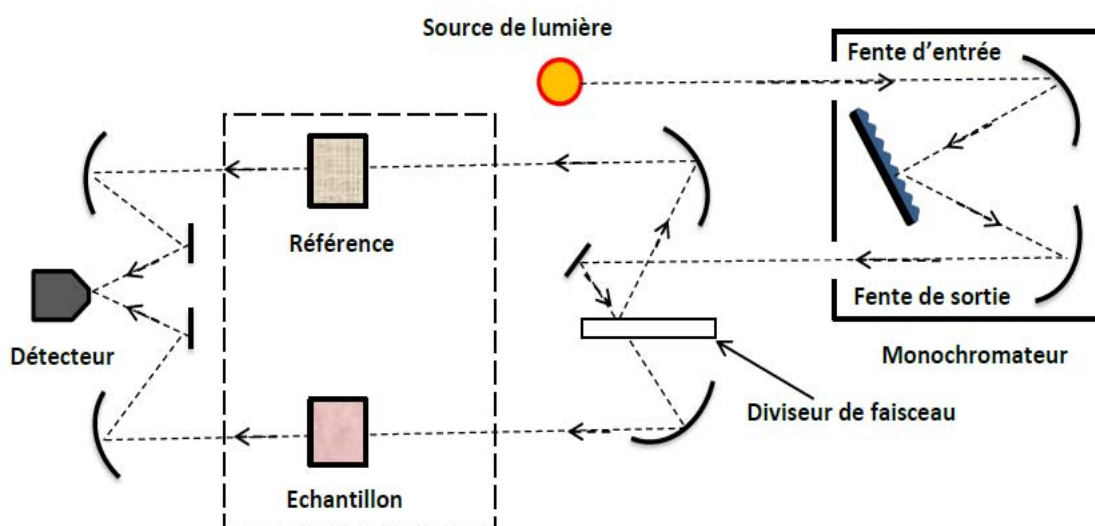 Source de lumière
Fente d'entrée
Référence
Fente de sortie
Détecteur
Monochromateur
Diviseur de faisceau
Echantillon